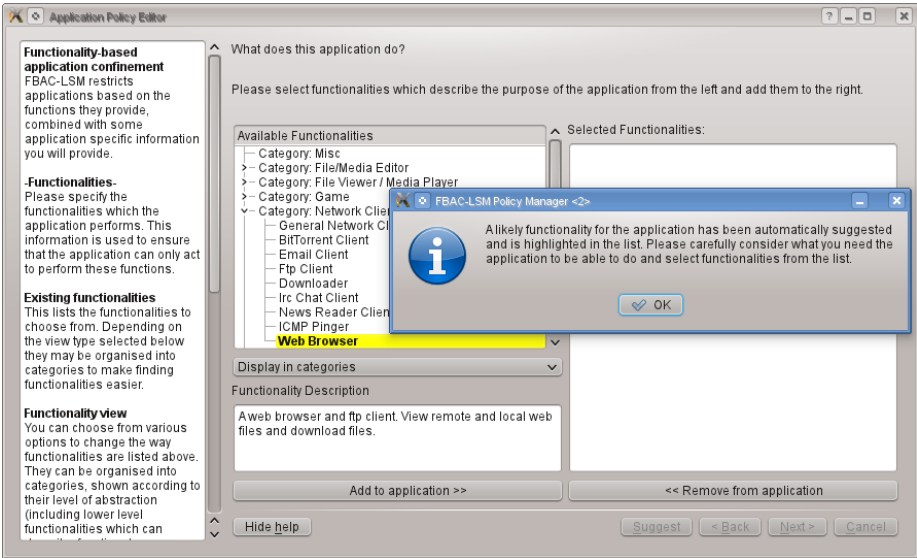 Application Policy Editor
Functionality-based
application confinement
FBAC-LSM restricts
applications based on the
functions they provide,
combined with some
application specific information
you will provide.
-Functionalities-
Please specify the
functionalities which the
application performs. This
information is used to ensure
that the application can only act
to perform these functions.
Existing functionalities
This lists the functionalities to
choose from. Depending on
the view type selected below
they may be organised into
categories to make finding
functionalities easier.
Functionality view
You can choose from various
options to change the way
functionalities are listed above.
They can be organised into
categories, shown according to
their level of abstraction
(including lower level
functionalities which can
What does this application do?
Please select functionalities which describe the purpose of the application from the left and add them to the right.
Available Functionalities
Category: Misc
Category: File/Media Editor
Category: File Viewer / Media Player
Category: Game
Category: Network Clie
General Network Cl
BitTorrent Client
Email Client
Ftp Client
Downloader
Irc Chat Client
News Reader Clien
ICMP Pinger
Web Browser
Display in categories
Functionality Description
A web browser and ftp client. View remote and local web
files and download files.
Add to application >>
Selected Functionalities:
FBAC-LSM Policy Manager <2>
A likely functionality for the application has been automatically suggested
and is highlighted in the list. Please carefully consider what you need the
application to be able to do and select functionalities from the list.
OK
<< Remove from application
Hide help
Suggest
< Back
Next >
Cancel